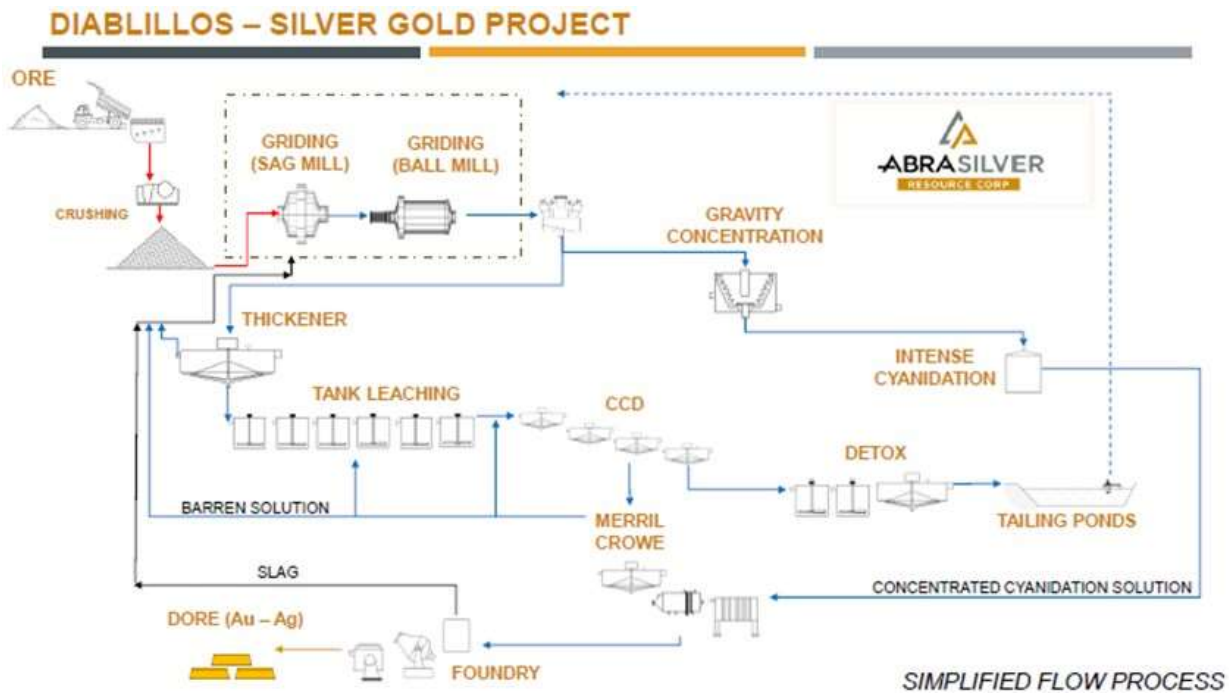 DIABLILLOS – SILVER GOLD PROJECT
ORE
GRIDING
(SAG MILL)
GRIDING
(BALL MILL)
ABRASILVER
RESOURCE CORP
CRUSHING
GRAVITY
CONCENTRATION
THICKENER
INTENSE
CYANIDATION
TANK LEACHING
CCD
DETOX
BARREN SOLUTION
MERRIL
CROWE
TAILING PONDS
SLAG
CONCENTRATED CYANIDATION SOLUTION
DORE (Au – Ag)
FOUNDRY
SIMPLIFIED FLOW PROCESS